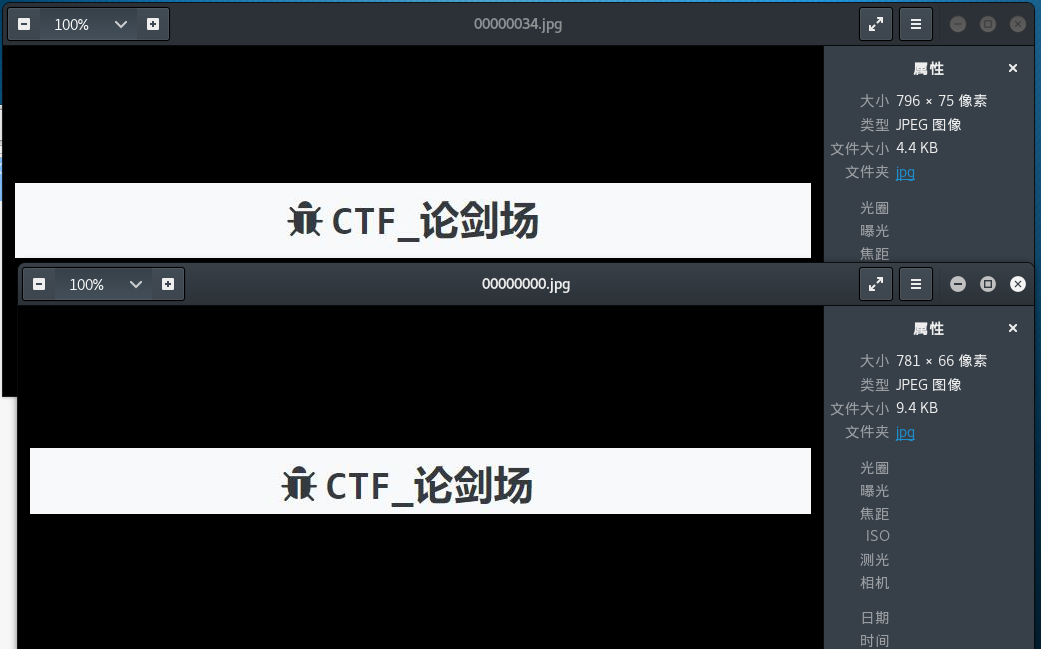 100%
00000034.jpg
属性
大小 796 × 75 像素
类型 JPEG 图像
文件大小 4.4 KB
文件夹 jpg
光圈
曝光
焦距
CTF_论剑场
100%
00000000.jpg
属性
大小 781 × 66 像素
类型 JPEG 图像
文件大小 9.4 KB
文件夹 jpg
光圈
曝光
焦距
ISO
测光
相机
日期
时间
CTF_论剑场